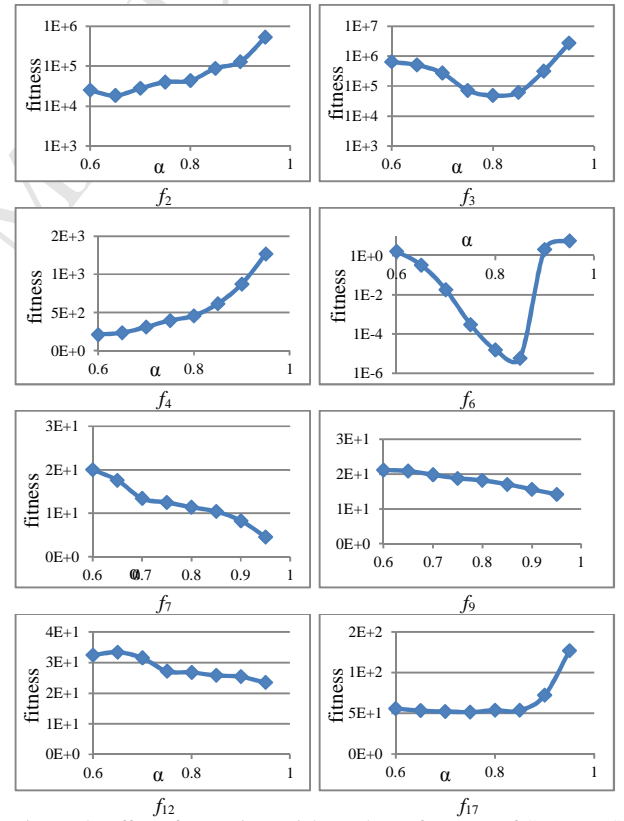 1E+6
1E+5
1E+4
1E+3
fitness
0.6
0.8
1
α
f2
1E+7
1E+6
1E+5
1E+4
1E+3
fitness
0.6
0.8
1
α
f3
2E+3
1E+3
5E+2
0E+0
fitness
0.6
0.8
1
α
f4
1E+0
1E-2
1E-4
1E-6
fitness
α
0.6
0.8
1
f6
3E+1
2E+1
1E+1
0E+0
fitness
0.6
0.7
0.8
0.9
1
α
f7
3E+1
2E+1
1E+1
0E+0
0.6
0.7
0.8
0.9
1
f9
4E+1
3E+1
2E+1
1E+1
0E+0
fitness
0.6
0.7
0.8
0.9
1
α
f12
2E+2
1E+2
5E+1
0E+0
fitness
0.6
0.8
1
α
f17